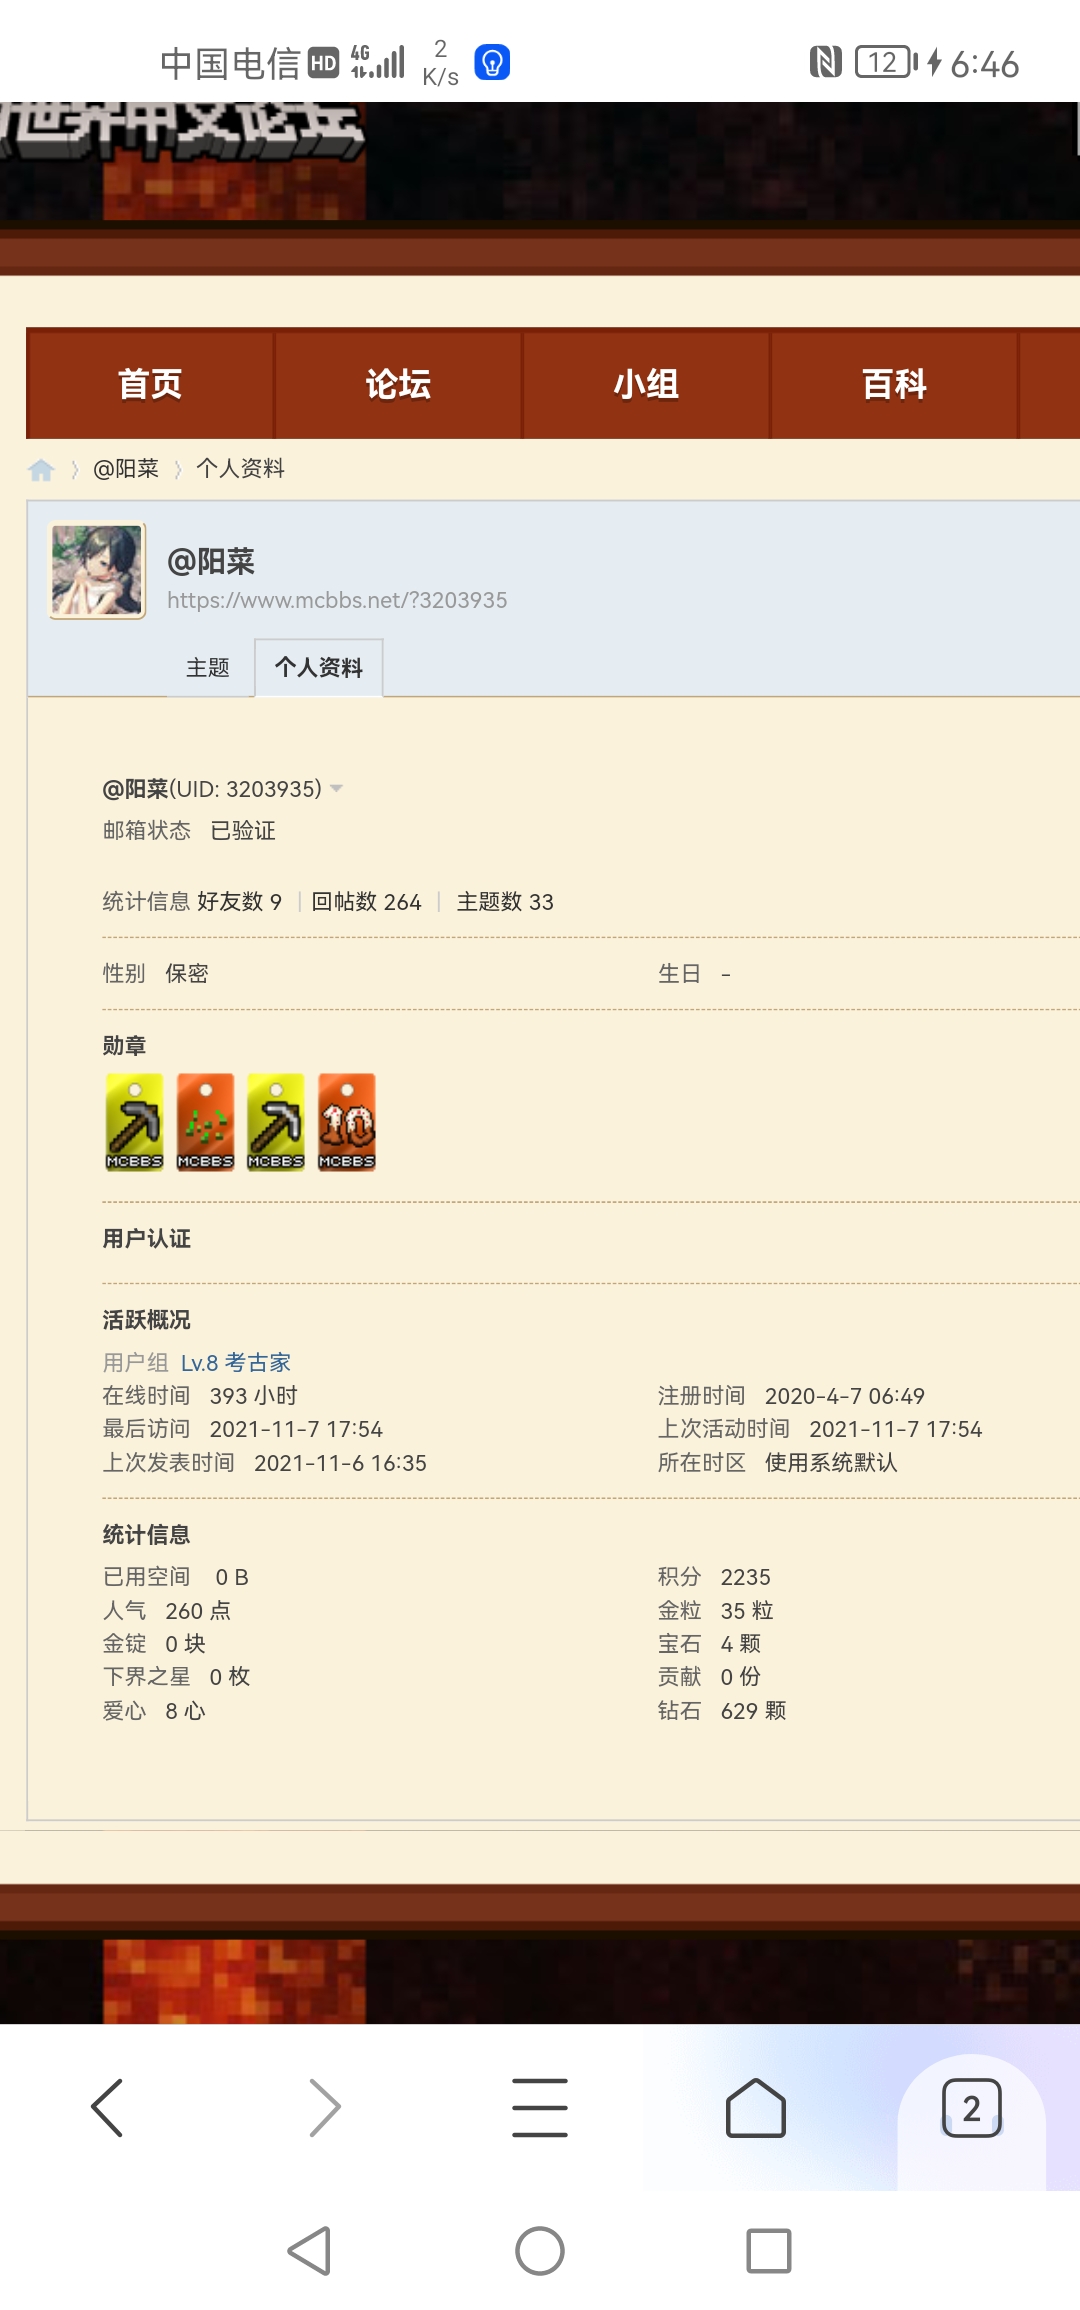 中国电信 HD 4G 2 K/s 12 6:46
世界中文论坛
首页 论坛 小组 百科
@阳菜 个人资料
@阳菜
https://www.mcbbs.net/?3203935
主题 个人资料
@阳菜(UID: 3203935)
邮箱状态 已验证
统计信息 好友数 9 | 回帖数 264 | 主题数 33
性别 保密 生日 -
勋章
MCBBS MCBBS MCBBS 10 MCBBS
用户认证
活跃概况
用户组 Lv.8 考古家
在线时间 393 小时 注册时间 2020-4-7 06:49
最后访问 2021-11-7 17:54 上次活动时间 2021-11-7 17:54
上次发表时间 2021-11-6 16:35 所在时区 使用系统默认
统计信息
已用空间 0 B 积分 2235
人气 260 点 金粒 35 粒
金锭 0 块 宝石 4 颗
下界之星 0 枚 贡献 0 份
爱心 8 心 钻石 629 颗
2